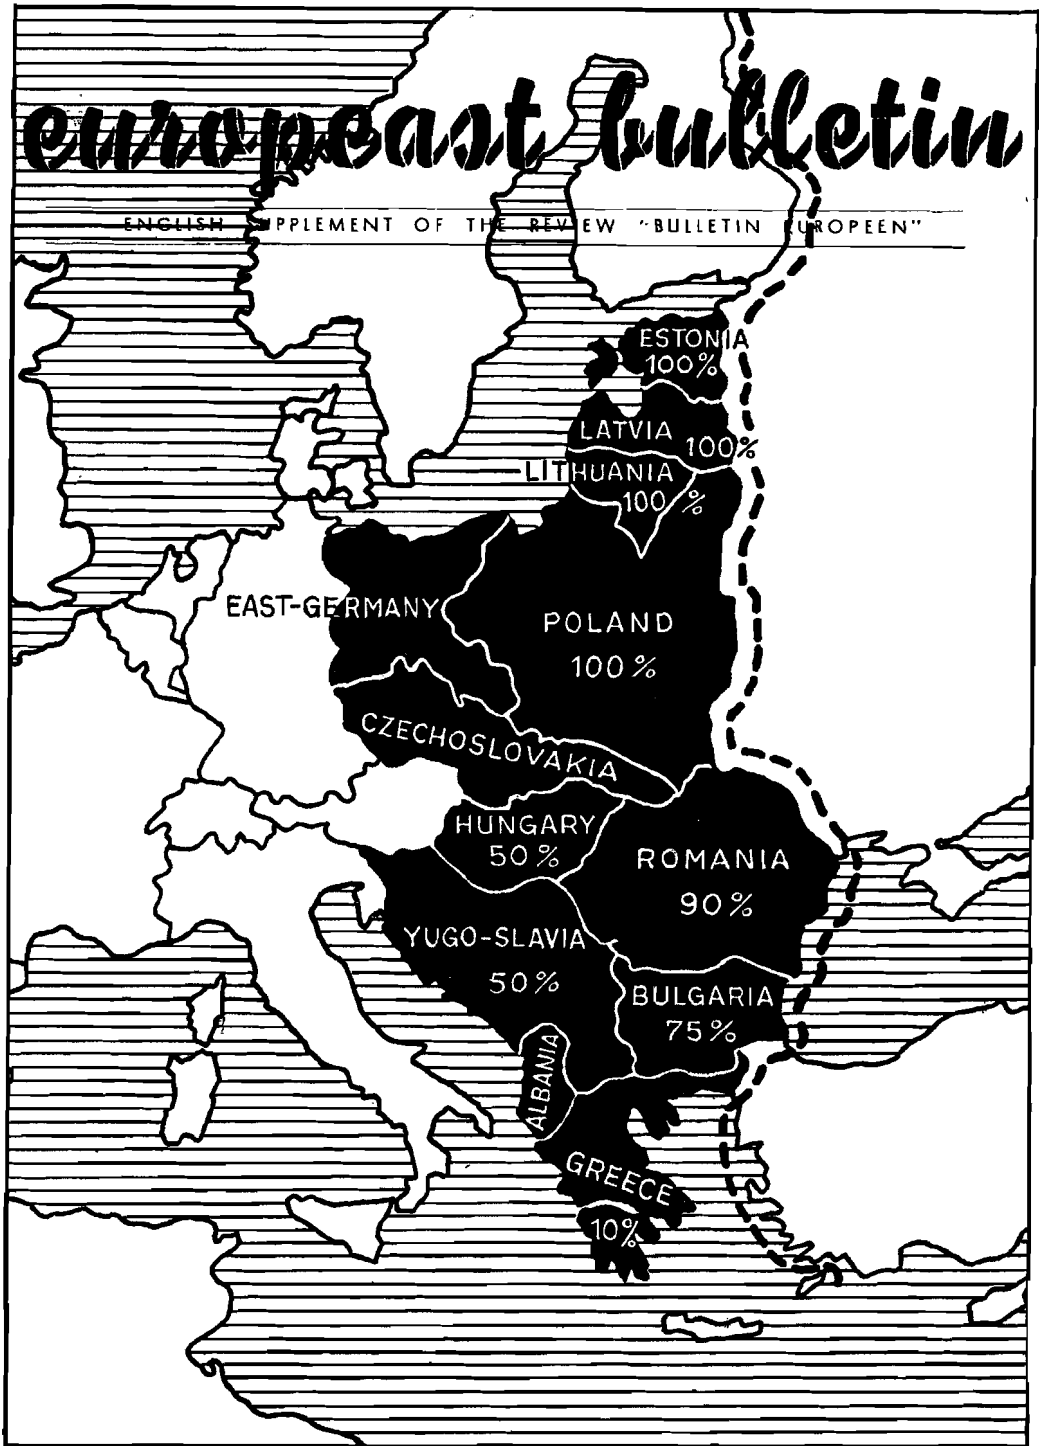 europeast bulletin
ENGLISH SUPPLEMENT OF THE REVIEW "BULLETIN EUROPEEN"
ESTONIA
100%
LATVIA 100%
LITHUANIA
100%
EAST-GERMANY
POLAND
100%
CZECHOSLOVAKIA
HUNGARY
50%
ROMANIA
90%
YUGO-SLAVIA
50%
BULGARIA
75%
ALBANIA
GREECE
10%